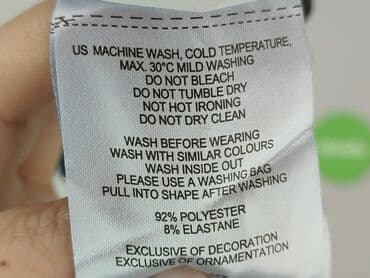 US MACHINE WASH, COLD TEMPERATURE,
MAX. 30°C MILD WASHING
DO NOT BLEACH
DO NOT TUMBLE DRY
NOT HOT IRONING
DO NOT DRY CLEAN
WASH BEFORE WEARING
WASH WITH SIMILAR COLOURS
WASH INSIDE OUT
PLEASE USE A WASHING BAG
PULL INTO SHAPE AFTER WASHING
92% POLYESTER
8% ELASTANE
EXCLUSIVE OF DECORATION
EXCLUSIVE OF ORNAMENTATION